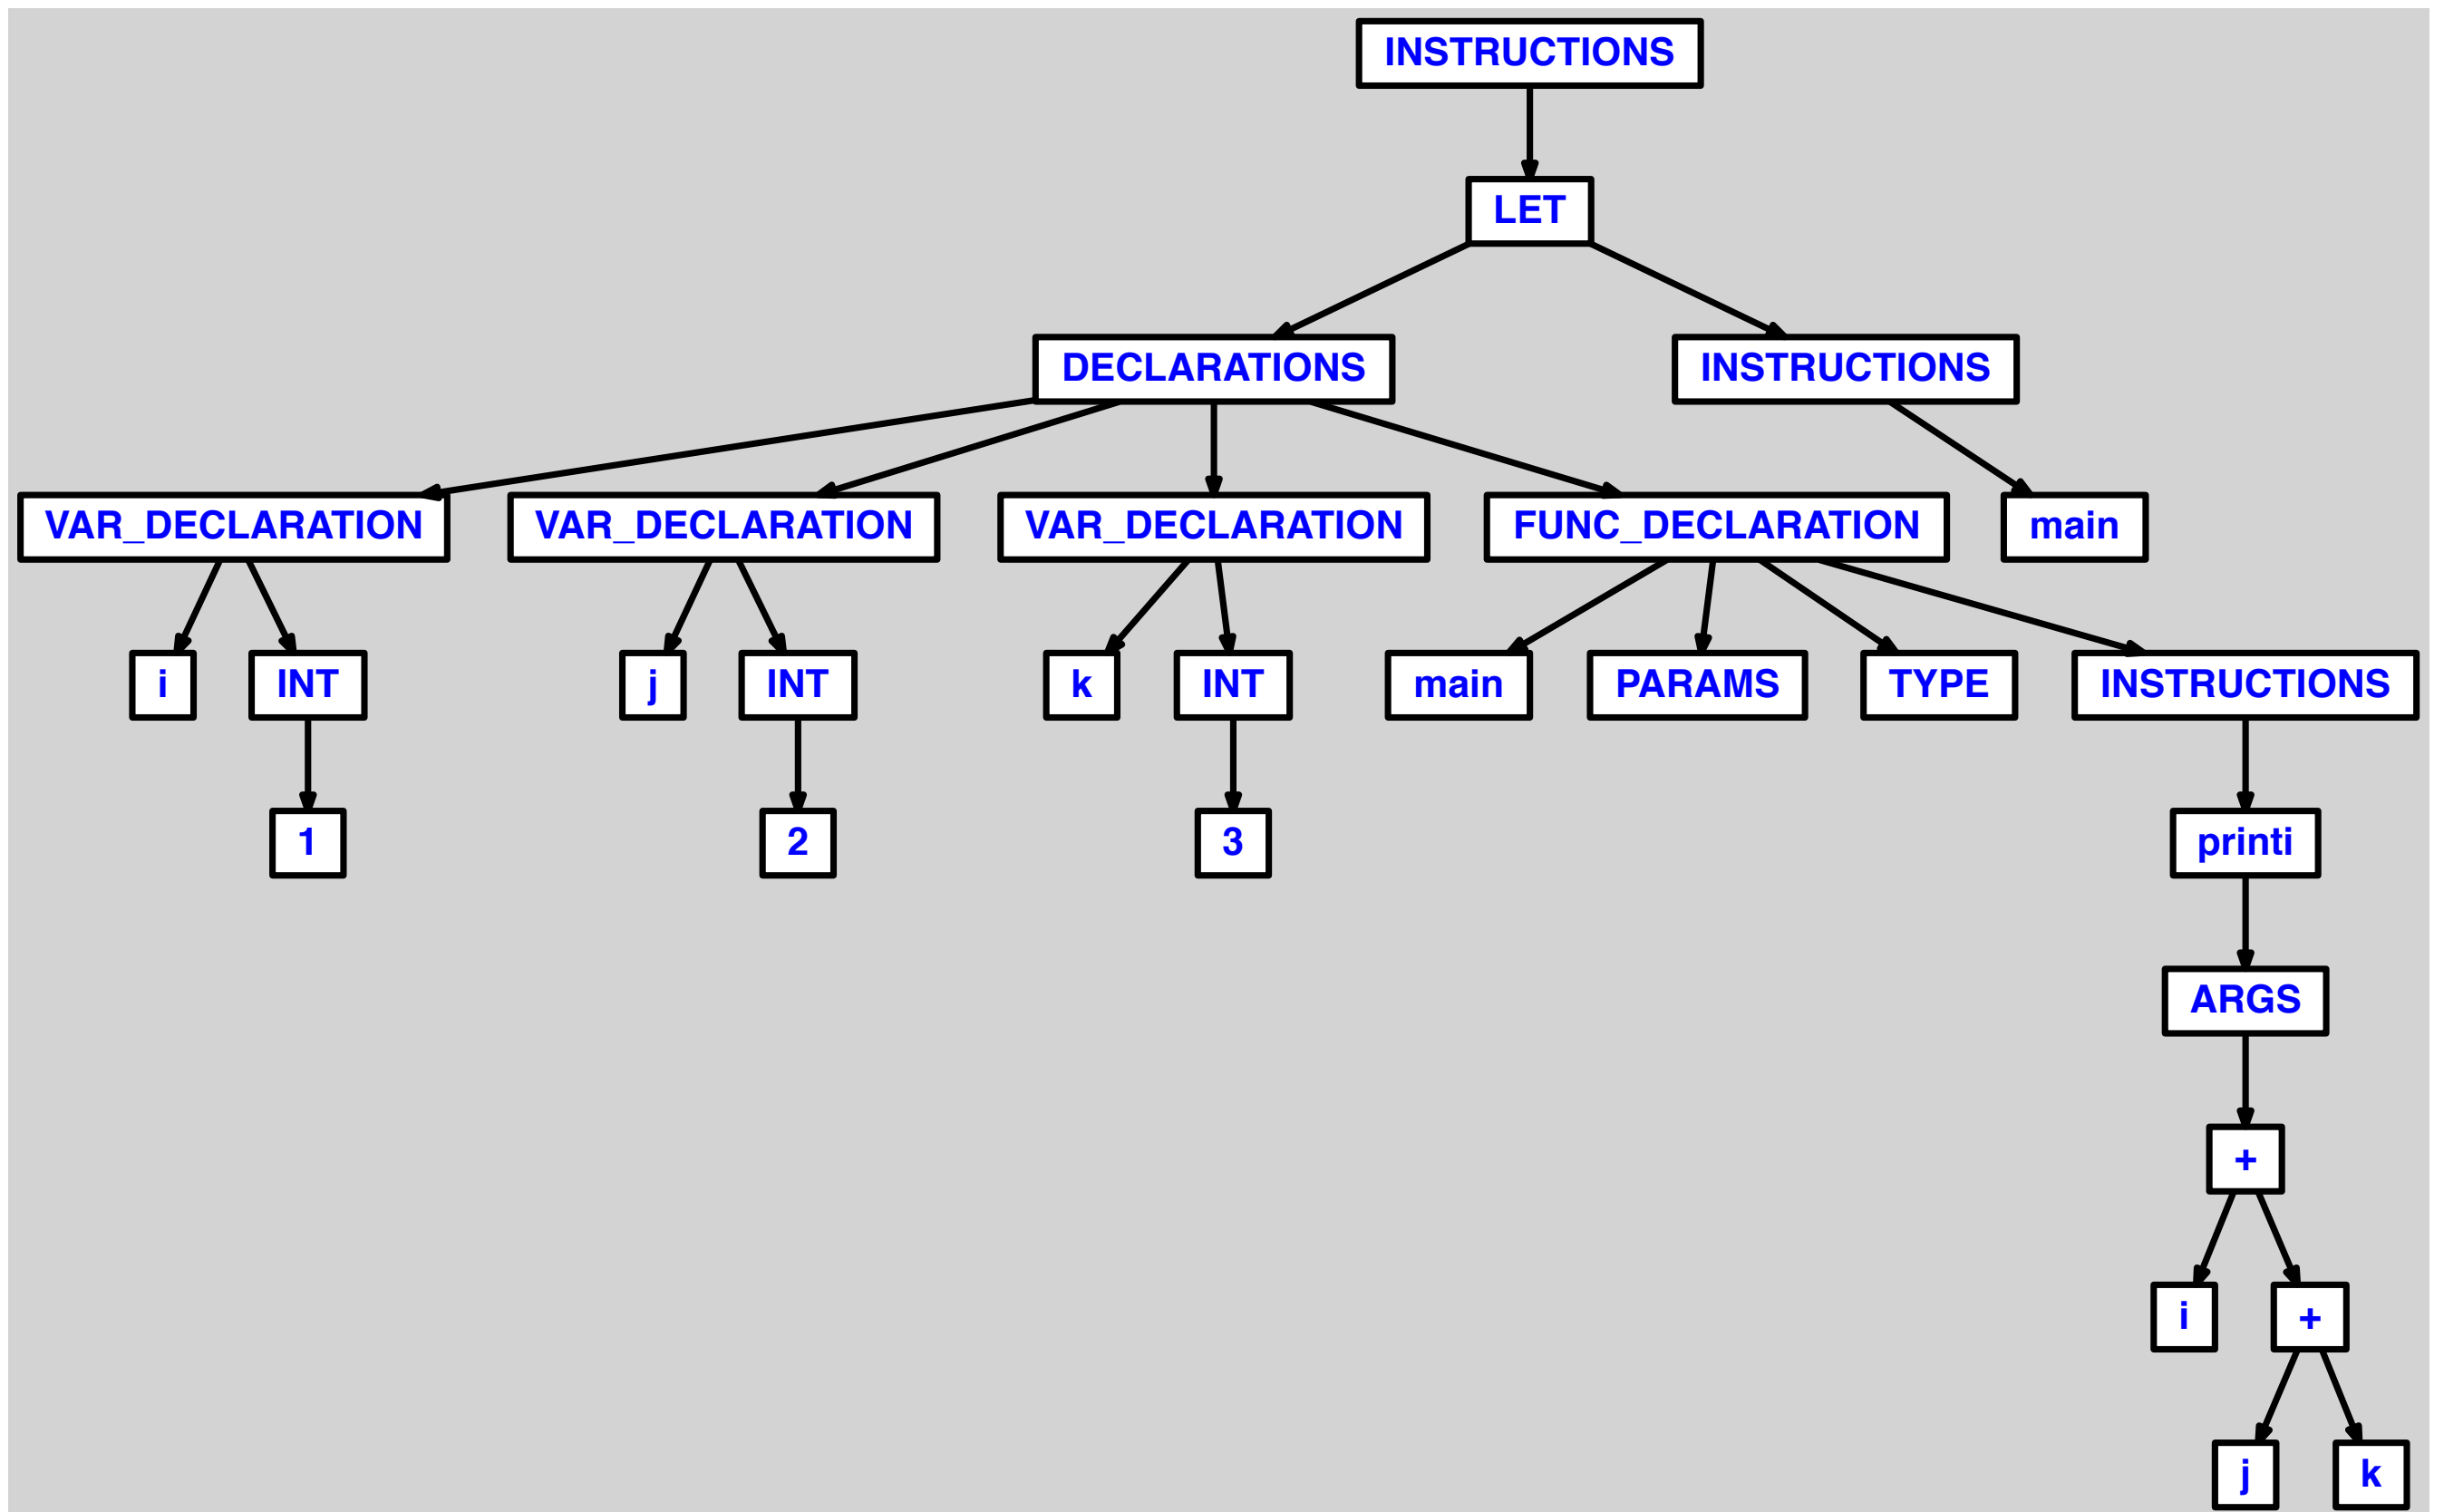 INSTRUCTIONS
LET
DECLARATIONS INSTRUCTIONS
VAR_DECLARATION VAR_DECLARATION VAR_DECLARATION FUNC_DECLARATION main
i INT j INT k INT main PARAMS TYPE INSTRUCTIONS
1 2 3 printi
ARGS
+
i +
j k